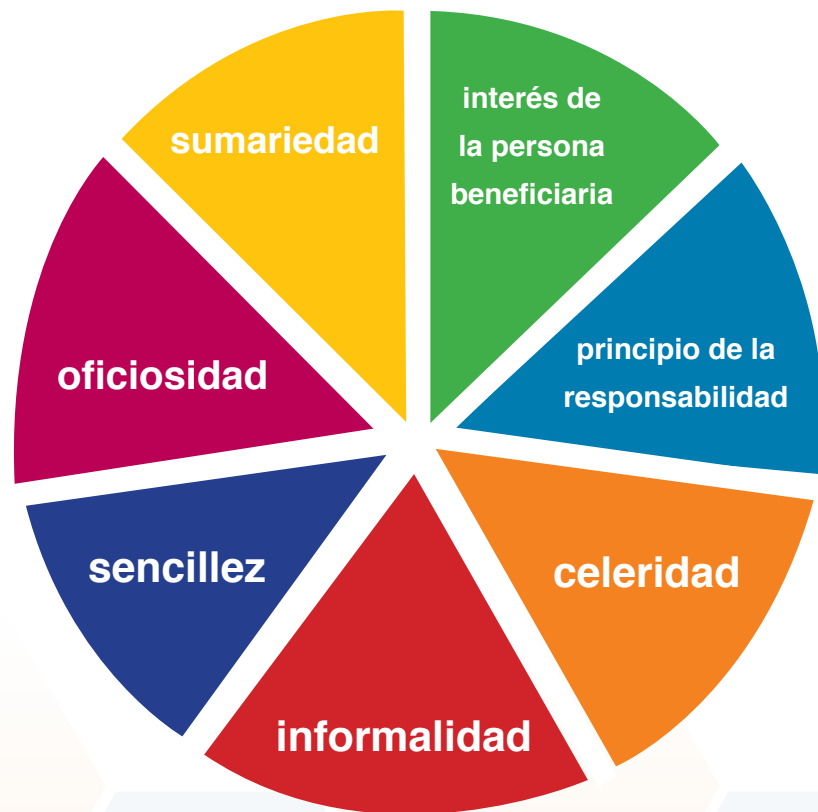 interés de
la persona
beneficiaria
principio de la
responsabilidad
celeridad
informalidad
sencillez
oficiosidad
sumariedad